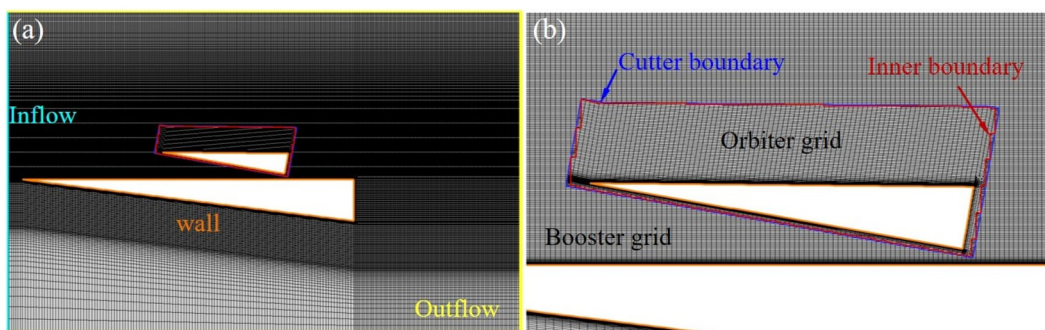 (a)
Inflow
wall
Outflow
(b)
Cutter boundary
Inner boundary
Orbiter grid
Booster grid